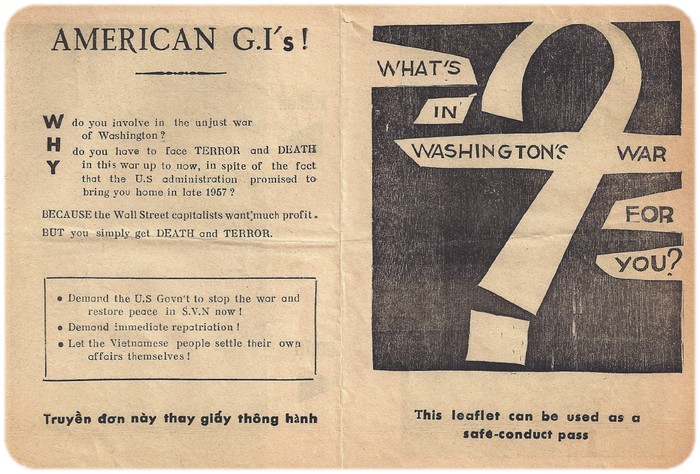 AMERICAN G.I's!
WHY do you involve in the unjust war
of Washington?
do you have to face TERROR and DEATH
in this war up to now, in spite of the fact
that the U.S administration promised to
bring you home in late 1957?
BECAUSE the Wall Street capitalists want much profit.
BUT you simply get DEATH and TERROR.
• Demand the U.S Govn't to stop the war and
restore peace in S.V.N now!
• Demand immediate repatriation!
• Let the Vietnamese people settle their own
affairs themselves!
Truyền đơn này thay giấy thông hành
WHAT'S
IN
WASHINGTON'S WAR
FOR
YOU?
?
This leaflet can be used as a
safé-conduct pass